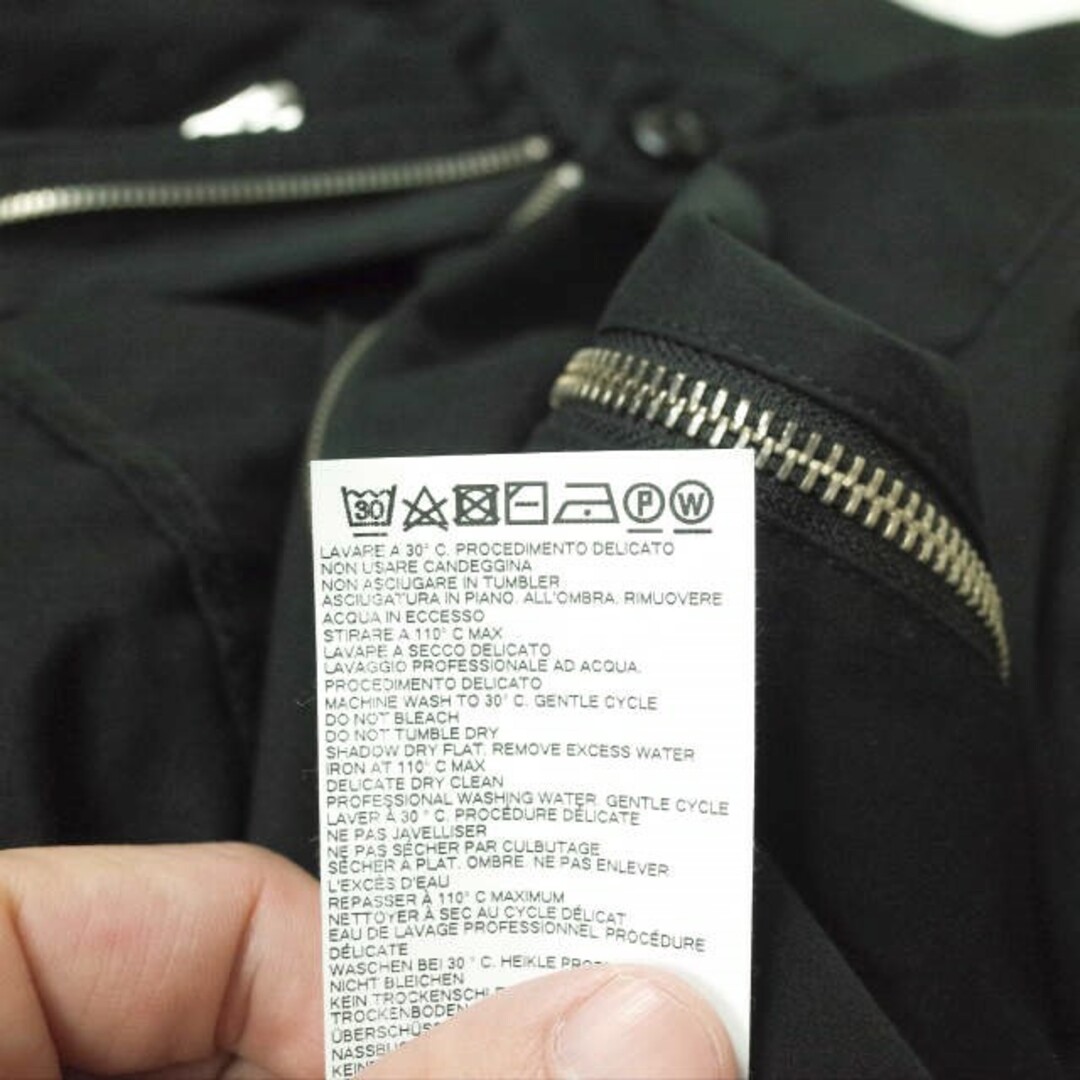 30 P W
LAVARE A 30° C. PROCEDIMENTO DELICATO
NON USARE CANDEGGINA
NON ASCIUGARE IN TUMBLER
ASCIUGATURA IN PIANO. ALL'OMBRA. RIMUOVERE
ACQUA IN ECCESSO
STIRARE A 110° C MAX
LAVARE A SECCO DELICATO
LAVAGGIO PROFESSIONALE AD ACQUA.
PROCEDIMENTO DELICATO
MACHINE WASH TO 30° C. GENTLE CYCLE
DO NOT BLEACH
DO NOT TUMBLE DRY
SHADOW DRY FLAT. REMOVE EXCESS WATER
IRON AT 110° C MAX
DELICATE DRY CLEAN
PROFESSIONAL WASHING WATER. GENTLE CYCLE
LAVER À 30 ° C. PROCÉDURE DÉLICATE
NE PAS JAVELLISER
NE PAS SÉCHER PAR CULBUTAGE
SÉCHER À PLAT. OMBRE. NE PAS ENLEVER
L'EXCÈS D'EAU
REPASSER À 110° C MAXIMUM
NETTOYER À SEC AU CYCLE DÉLICAT
EAU DE LAVAGE PROFESSIONNEL. PROCÉDURE
DÉLICATE
WASCHEN BEI 30 ° C. HEIKLE
NICHT BLEICHEN
KEIN